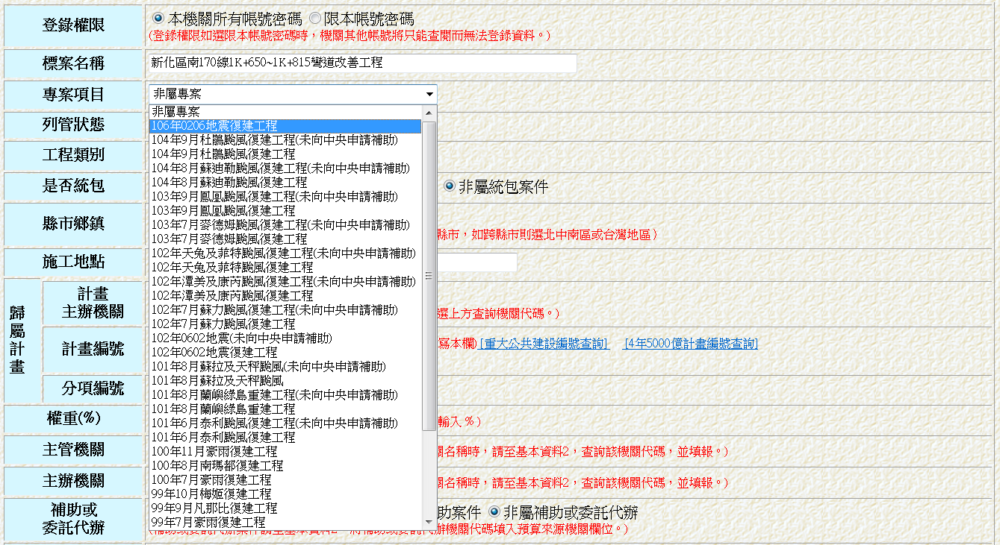 登錄權限
本機關所有帳號密碼 限本帳號密碼
(登錄權限如選限本帳號密碼時，機關其他帳號將只能查閱而無法登錄資料。)
標案名稱
新化區南170線1K+650~1K+815彎道改善工程
專案項目
非屬專案
非屬專案
106年0206地震復建工程
104年9月杜鵑颱風復建工程(未向中央申請補助)
104年9月杜鵑颱風復建工程
104年8月蘇迪勒颱風復建工程(未向中央申請補助)
104年8月蘇迪勒颱風復建工程
103年9月鳳凰颱風復建工程(未向中央申請補助)
103年9月鳳凰颱風復建工程
103年7月麥德姆颱風復建工程(未向中央申請補助)
103年7月麥德姆颱風復建工程
102年天兔及菲特颱風復建工程(未向中央申請補助)
102年天兔及菲特颱風復建工程
102年潭美及康芮颱風復建工程(未向中央申請補助)
102年潭美及康芮颱風復建工程
102年7月蘇力颱風復建工程(未向中央申請補助)
102年7月蘇力颱風復建工程
102年0602地震(未向中央申請補助)
102年0602地震復建工程
101年8月蘇拉及天秤颱風(未向中央申請補助)
101年8月蘇拉及天秤颱風
101年8月蘭嶼綠島重建工程(未向中央申請補助)
101年8月蘭嶼綠島重建工程
101年6月泰利颱風復建工程(未向中央申請補助)
101年6月泰利颱風復建工程
100年11月豪雨復建工程
100年8月南瑪都復建工程
100年7月豪雨復建工程
99年10月梅姬復建工程
99年9月凡那比復建工程
99年7月豪雨復建工程
列管狀態
工程類別
是否統包
非屬統包案件
縣市鄉鎮
縣市，如跨縣市則選北中南區或台灣地區）
施工地點
歸屬計畫
計畫
主辦機關
選上方查詢機關代碼。)
計畫編號
寫本欄) [重大公共建設編號查詢] [4年5000億計畫編號查詢]
分項編號
權重(%)
輸入％)
主管機關
關名稱時，請至基本資料2，查詢該機關代碼，並填報。)
主辦機關
關名稱時，請至基本資料2，查詢該機關代碼，並填報。)
補助或
委託代辦
助案件 非屬補助或委託代辦
辦機關代碼填入預算來源機關欄位。)